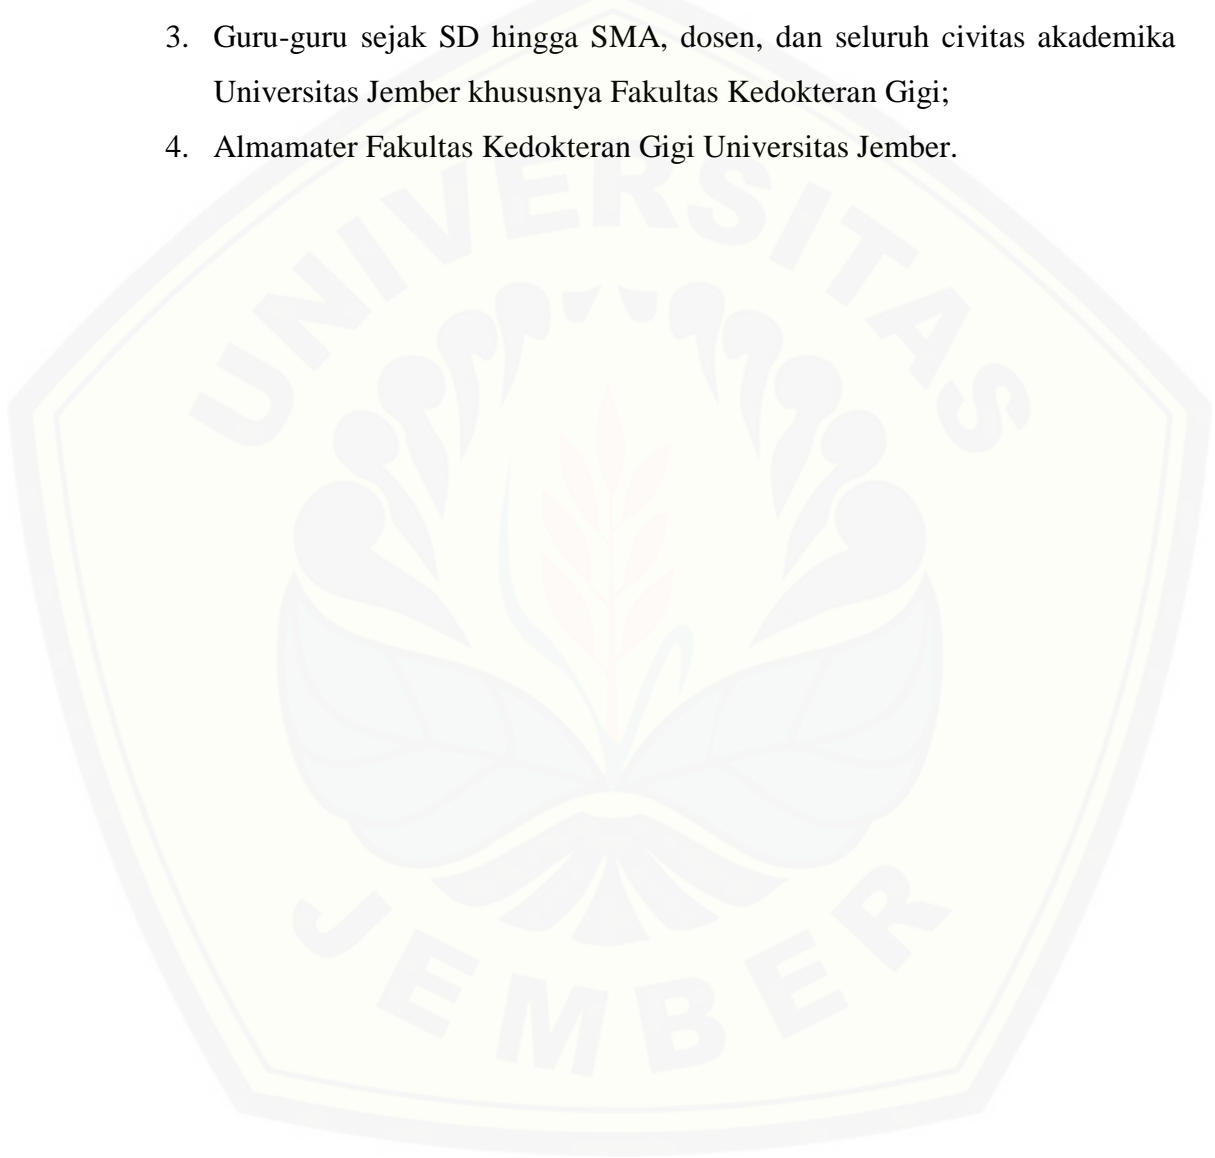 3. Guru-guru sejak SD hingga SMA, dosen, dan seluruh civitas akademika
Universitas Jember khususnya Fakultas Kedokteran Gigi;
4. Almamater Fakultas Kedokteran Gigi Universitas Jember.
UNIVERSITAS
JEMBER